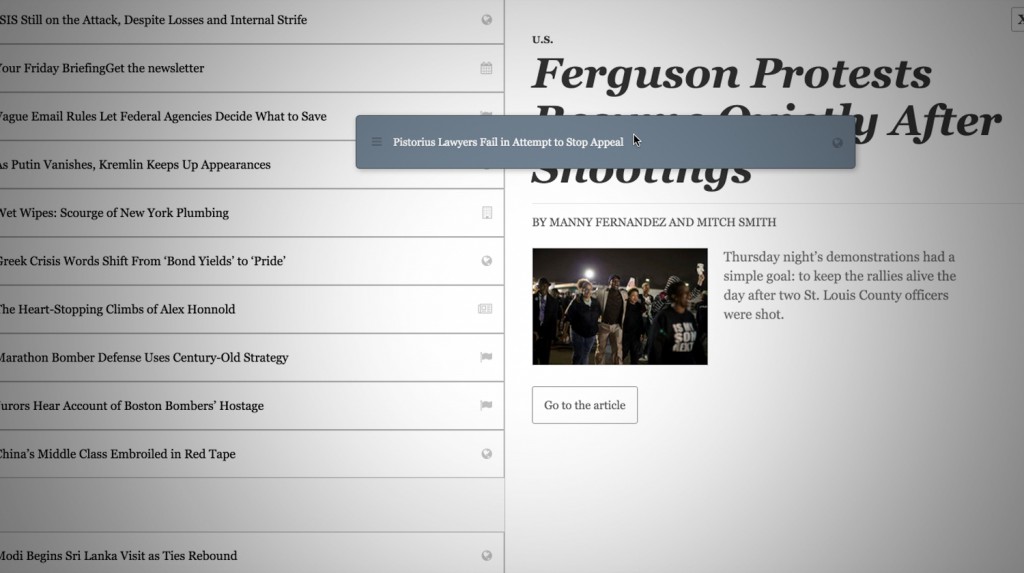 SIS Still on the Attack, Despite Losses and Internal Strife
Your Friday BriefingGet the newsletter
Vague Email Rules Let Federal Agencies Decide What to Save
As Putin Vanishes, Kremlin Keeps Up Appearances
Wet Wipes: Scourge of New York Plumbing
Greek Crisis Words Shift From ‘Bond Yields’ to ‘Pride’
The Heart-Stopping Climbs of Alex Honnold
Marathon Bomber Defense Uses Century-Old Strategy
Jurors Hear Account of Boston Bombers’ Hostage
China’s Middle Class Embroiled in Red Tape
Modi Begins Sri Lanka Visit as Ties Rebound
Pistorius Lawyers Fail in Attempt to Stop Appeal
X
U.S.
Ferguson Protests
After
Shootings
BY MANNY FERNANDEZ AND MITCH SMITH
Thursday night’s demonstrations had a
simple goal: to keep the rallies alive the
day after two St. Louis County officers
were shot.
IS MY
SON
NEXT?
Go to the article